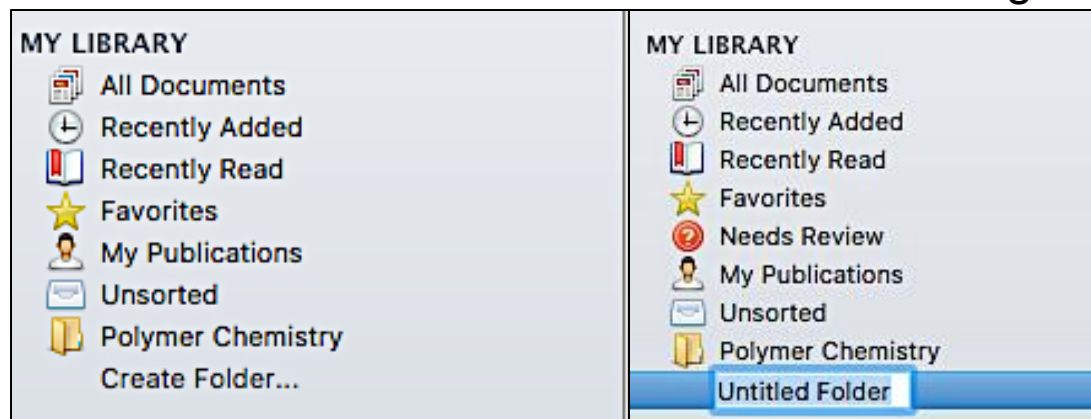 MY LIBRARY
All Documents
Recently Added
Recently Read
Favorites
My Publications
Unsorted
Polymer Chemistry
Create Folder...
MY LIBRARY
All Documents
Recently Added
Recently Read
Favorites
Needs Review
My Publications
Unsorted
Polymer Chemistry
Untitled Folder